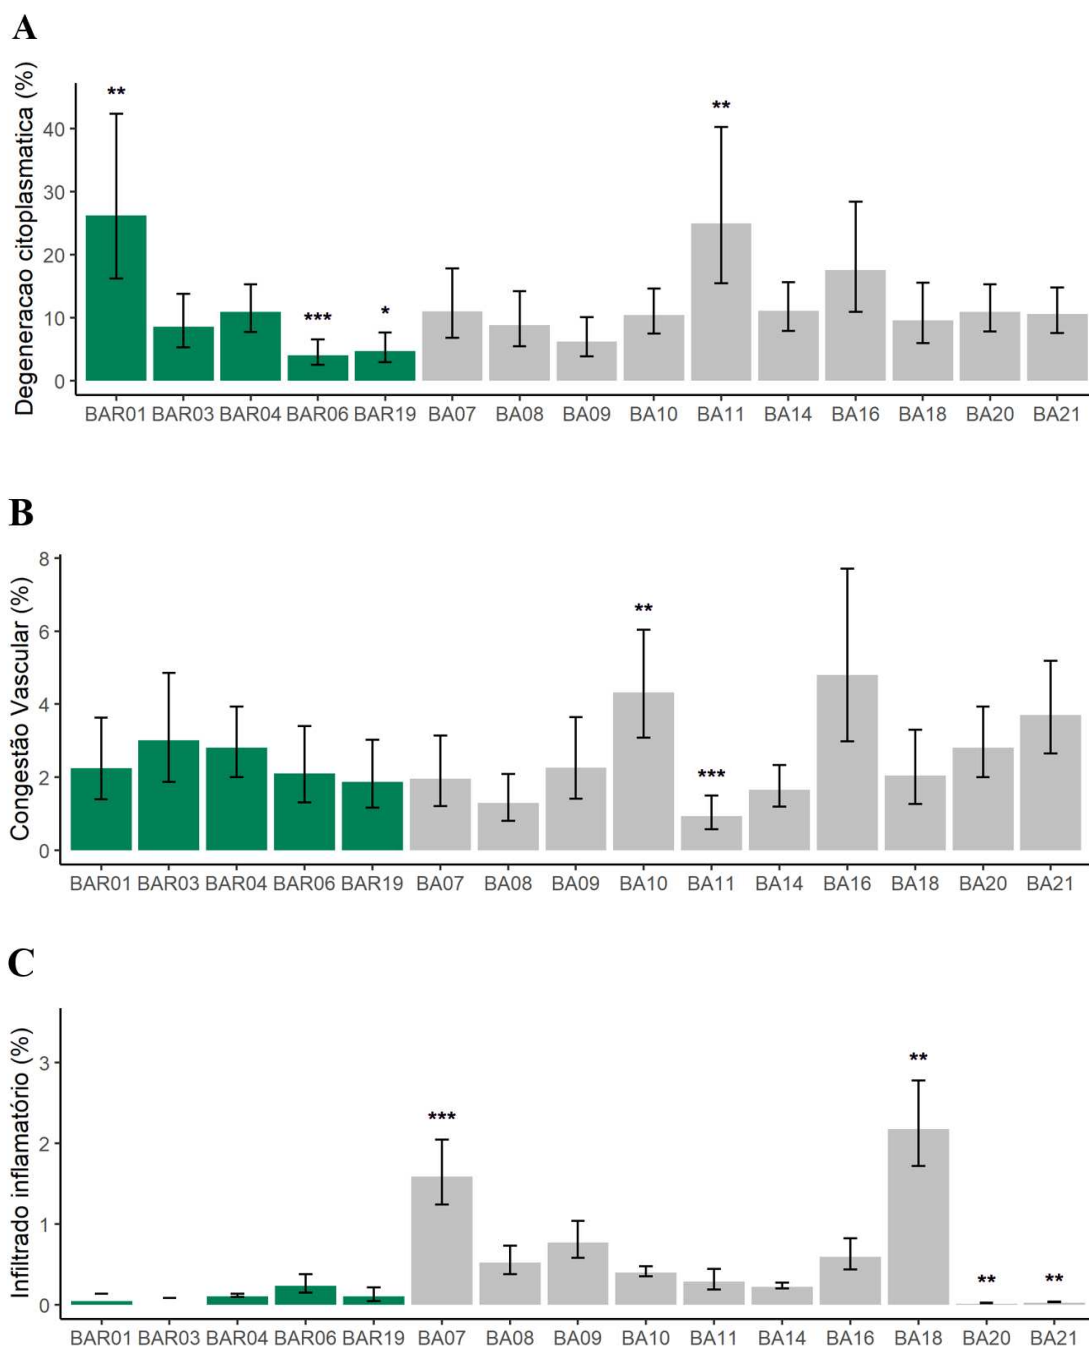 A
Degeneracao citoplasmatica (%)
40
30
20
10
0
** *** * **
BAR01 BAR03 BAR04 BAR06 BAR19 BA07 BA08 BA09 BA10 BA11 BA14 BA16 BA18 BA20 BA21
B
Congestão Vascular (%)
8
6
4
2
0
** ***
BAR01 BAR03 BAR04 BAR06 BAR19 BA07 BA08 BA09 BA10 BA11 BA14 BA16 BA18 BA20 BA21
C
Infiltrado inflamatório (%)
3
2
1
0
*** ** ** **
BAR01 BAR03 BAR04 BAR06 BAR19 BA07 BA08 BA09 BA10 BA11 BA14 BA16 BA18 BA20 BA21